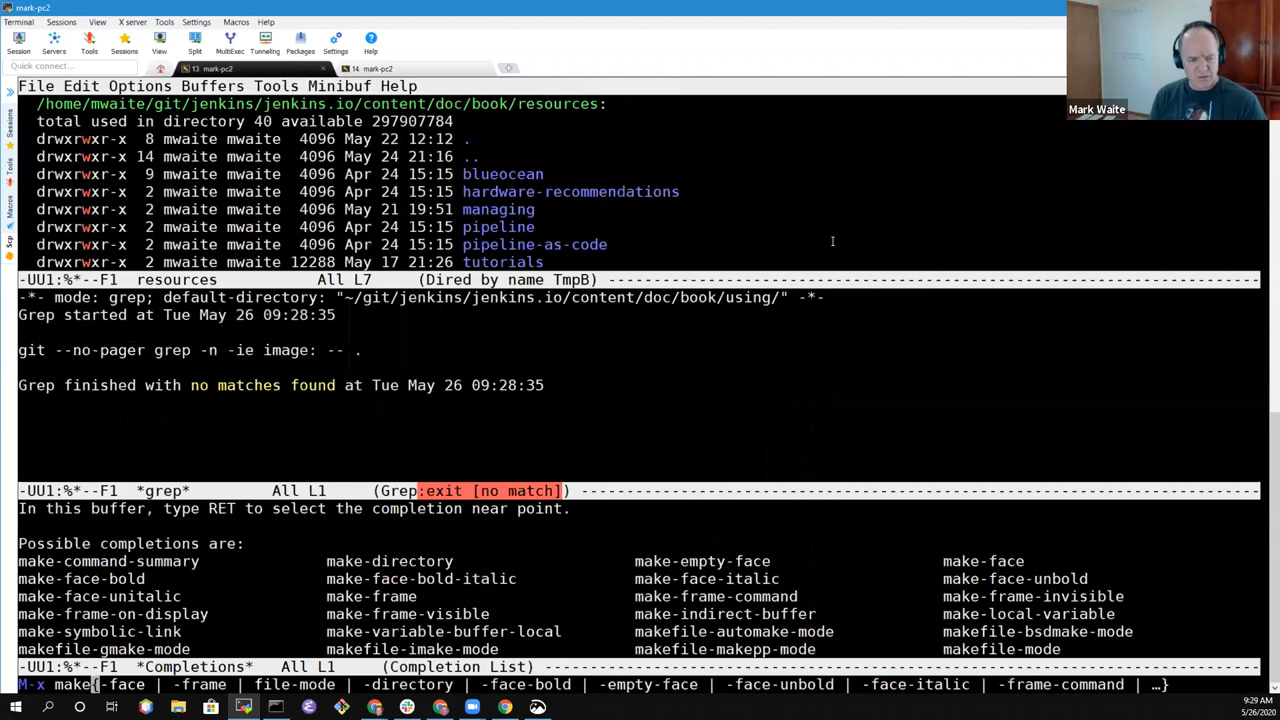 mark-pc2
Terminal Sessions View X server Tools Settings Macros Help
Session Servers Tools Sessions View Split MultiExec Tunneling Packages Settings Help
Quick connect...
13. mark-pc2
14. mark-pc2
File Edit Options Buffers Tools Minibuf Help
/home/mwaite/git/jenkins/jenkins.io/content/doc/book/resources:
total used in directory 40 available 297907784
drwxrwxr-x 8 mwaite mwaite 4096 May 22 12:12 .
drwxrwxr-x 14 mwaite mwaite 4096 May 24 21:16 ..
drwxrwxr-x 9 mwaite mwaite 4096 Apr 24 15:15 blueocean
drwxrwxr-x 2 mwaite mwaite 4096 Apr 24 15:15 hardware-recommendations
drwxrwxr-x 2 mwaite mwaite 4096 May 21 19:51 managing
drwxrwxr-x 2 mwaite mwaite 4096 Apr 24 15:15 pipeline
drwxrwxr-x 2 mwaite mwaite 4096 Apr 24 15:15 pipeline-as-code
drwxrwxr-x 2 mwaite mwaite 12288 May 17 21:26 tutorials
-UU1:%*--F1 resources All L7 (Dired by name TmpB) ----------------------------------------
-*- mode: grep; default-directory: "~/git/jenkins/jenkins.io/content/doc/book/using/" -*-
Grep started at Tue May 26 09:28:35
git --no-pager grep -n -ie image: -- .
Grep finished with no matches found at Tue May 26 09:28:35
-UU1:%*--F1 *grep* All L1 (Grep:exit [no match]) ----------------------------------------
In this buffer, type RET to select the completion near point.
Possible completions are:
make-command-summary make-directory make-empty-face make-face
make-face-bold make-face-bold-italic make-face-italic make-face-unbold
make-face-unitalic make-frame make-frame-command make-frame-invisible
make-frame-on-display make-frame-visible make-indirect-buffer make-local-variable
make-symbolic-link make-variable-buffer-local makefile-automake-mode makefile-bsdmake-mode
makefile-gmake-mode makefile-imake-mode makefile-makepp-mode makefile-mode
-UU1:%*--F1 *Completions* All L1 (Completion List) ----------------------------------------
M-x make{-face | -frame | file-mode | -directory | -face-bold | -empty-face | -face-unbold | -face-italic | -frame-command | …}
Mark Waite
Sessions
Tools
Macros
Scp
9:29 AM
5/26/2020